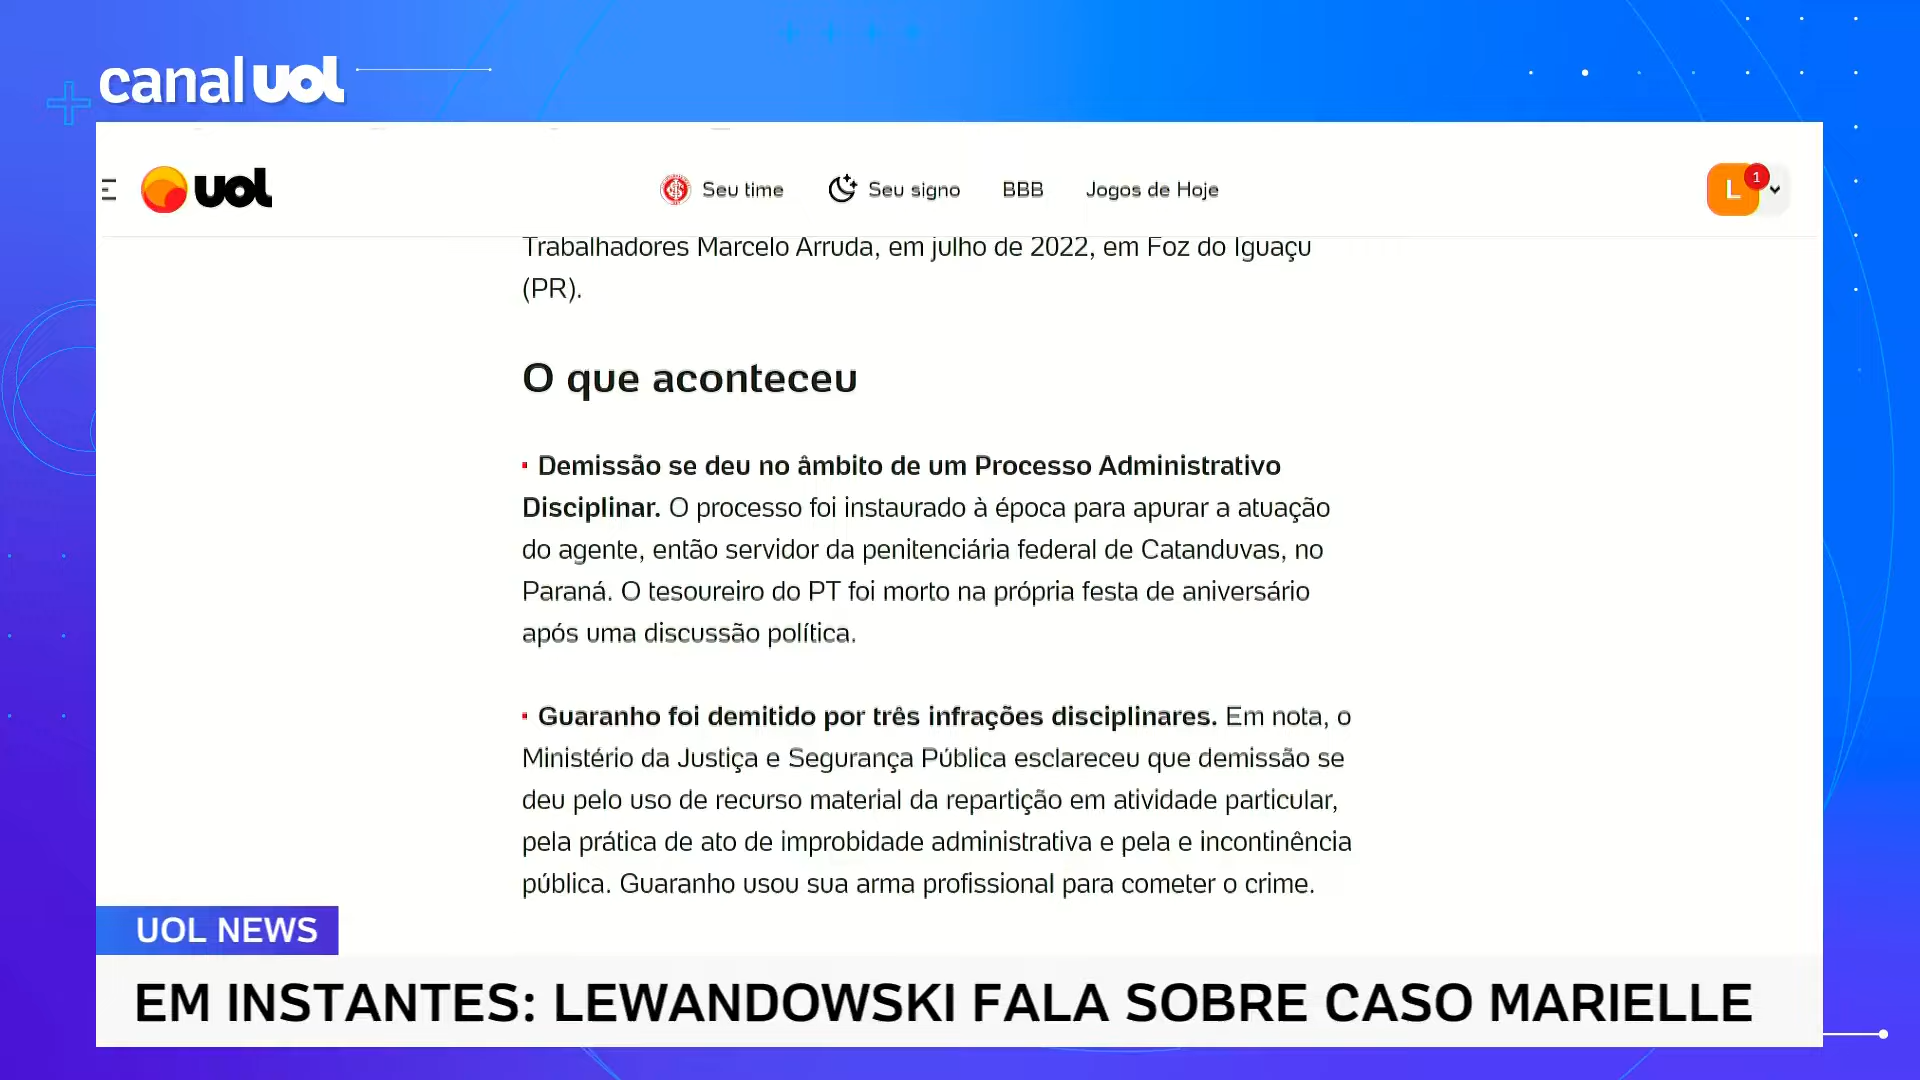 canal uol
uol
Seu time
Seu signo
BBB
Jogos de Hoje
L
1
Trabalhadores Marcelo Arruda, em julho de 2022, em Foz do Iguaçu
(PR).
O que aconteceu
Demissão se deu no âmbito de um Processo Administrativo
Disciplinar. O processo foi instaurado à época para apurar a atuação
do agente, então servidor da penitenciária federal de Catanduvas, no
Paraná. O tesoureiro do PT foi morto na própria festa de aniversário
após uma discussão política.
Guaranho foi demitido por três infrações disciplinares. Em nota, o
Ministério da Justiça e Segurança Pública esclareceu que demissão se
deu pelo uso de recurso material da repartição em atividade particular,
pela prática de ato de improbidade administrativa e pela e incontinência
pública. Guaranho usou sua arma profissional para cometer o crime.
UOL NEWS
EM INSTANTES: LEWANDOWSKI FALA SOBRE CASO MARIELLE